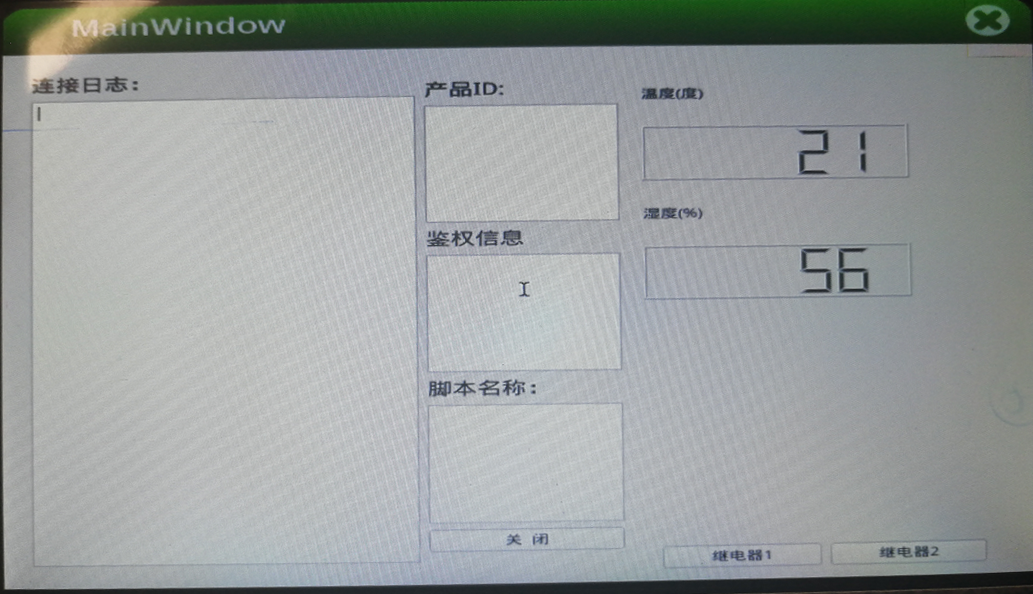 MainWindow
连接日志：
产品ID:
温度(度)
21
湿度(%)
鉴权信息
56
脚本名称：
关 闭
继电器1
继电器2